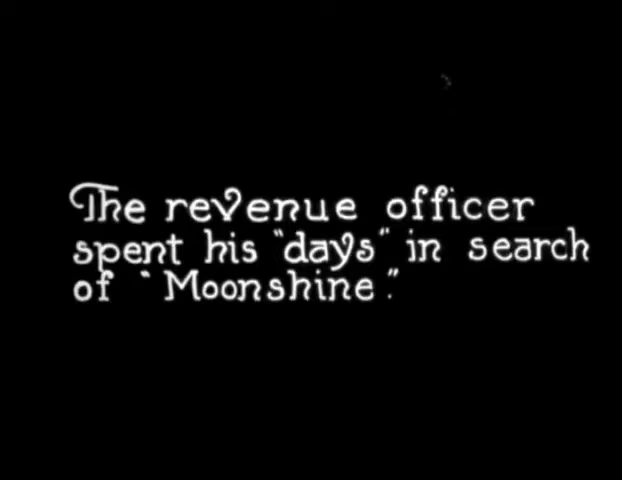 The revenue officer
spent his "days" in search
of "Moonshine."